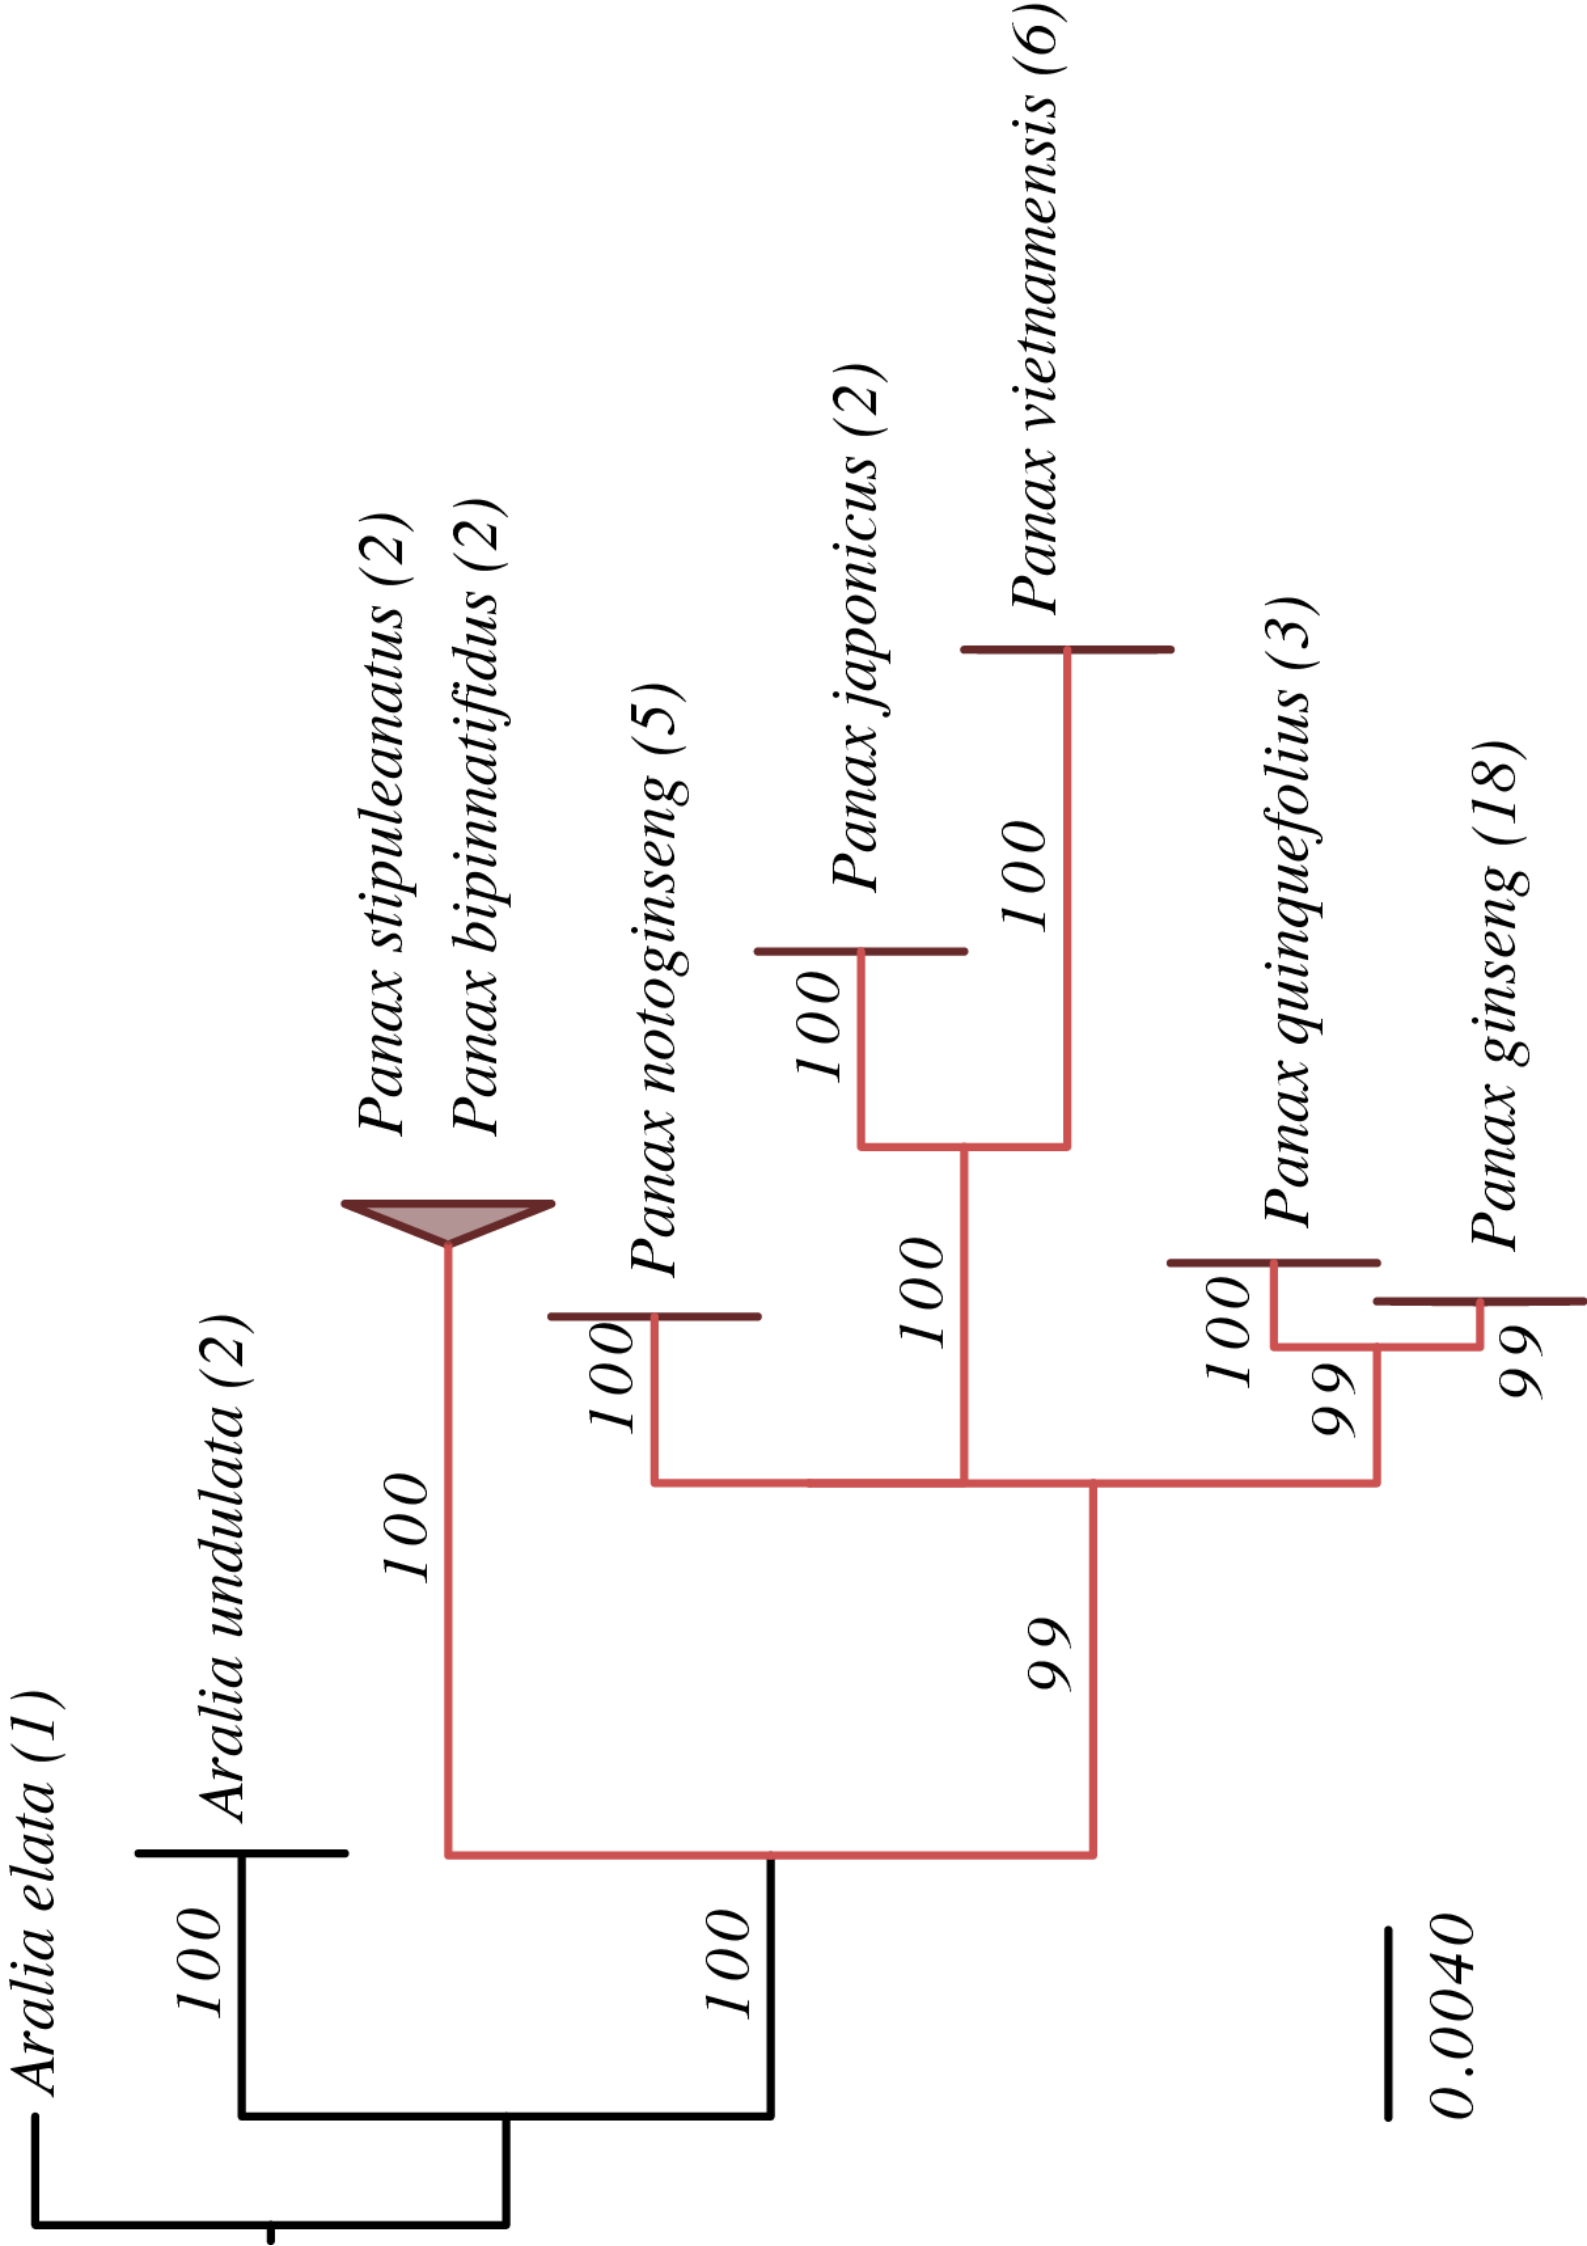 Aralia elata (1)
Aralia undulata (2)
100
100
Panax stipuleanatus (2)
Panax bipinnatifidus (2)
100
Panax notoginseng (5)
100
Panax japonicus (2)
100
100
Panax vietnamensis (6)
100
99
Panax quinquefolius (3)
100
99
Panax ginseng (18)
99
0.0040